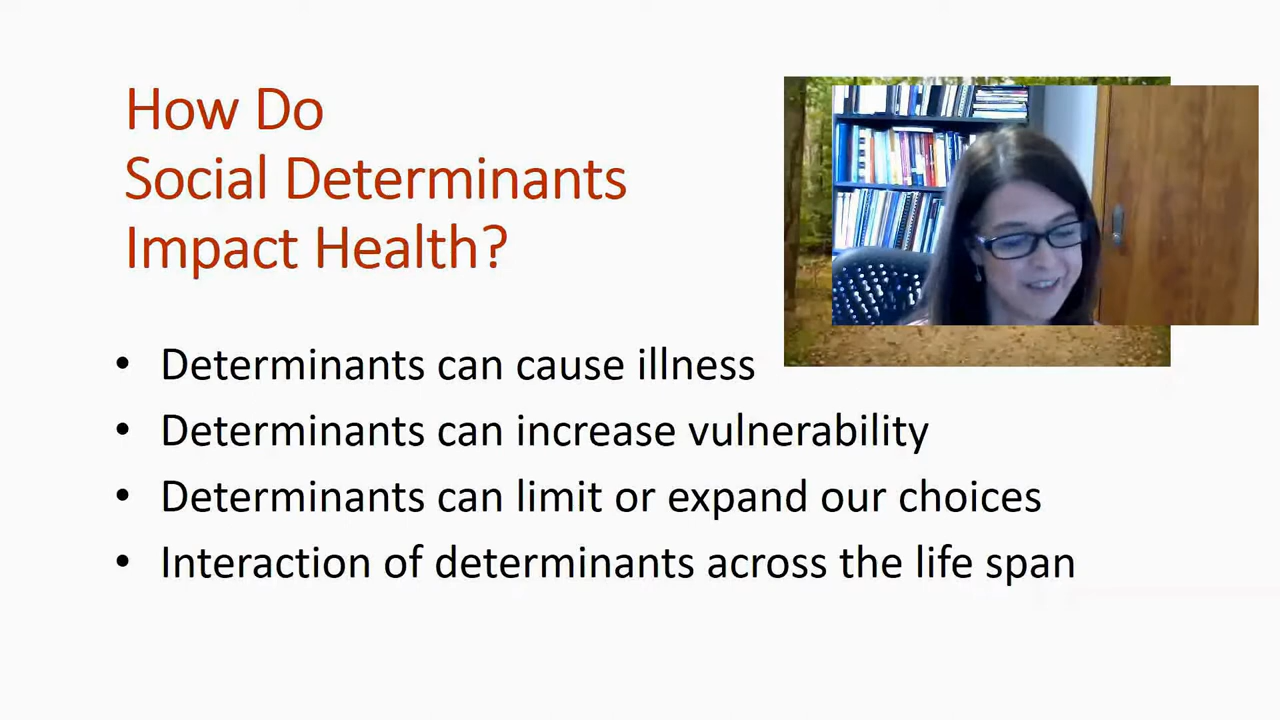 How Do
Social Determinants
Impact Health?
• Determinants can cause illness
• Determinants can increase vulnerability
• Determinants can limit or expand our choices
• Interaction of determinants across the life span